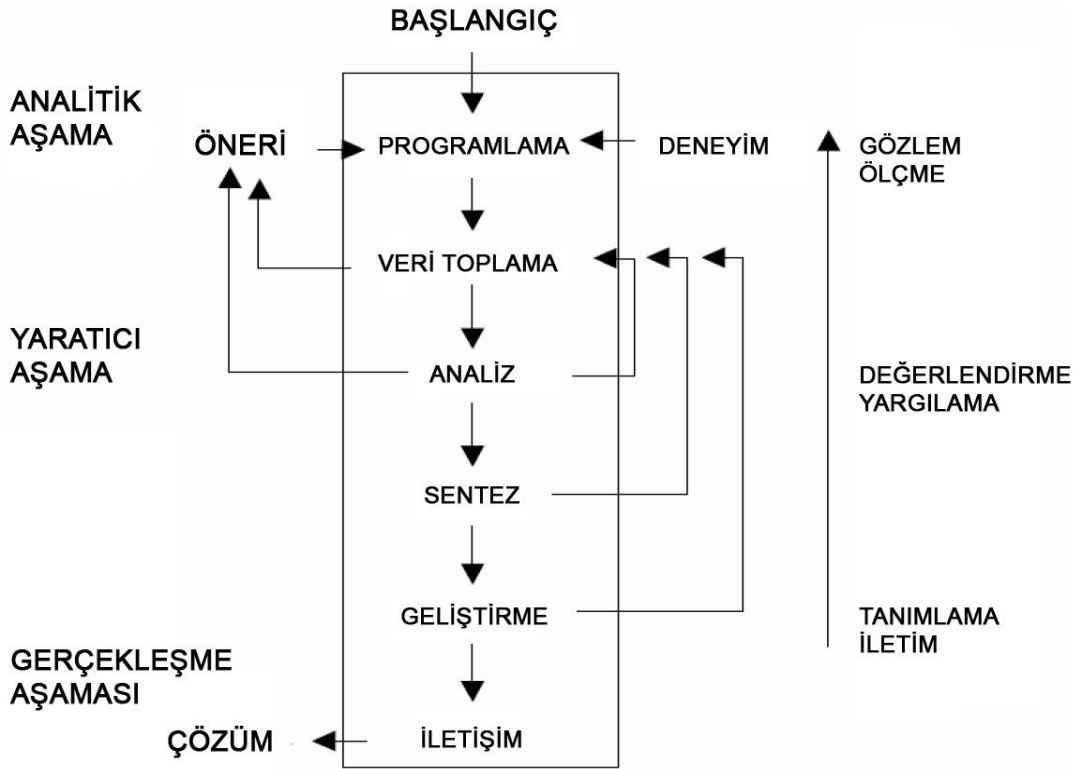 BAŞLANGIÇ
ANALİTİK
AŞAMA
ÖNERİ
PROGRAMLAMA
DENEYİM
GÖZLEM
ÖLÇME
VERİ TOPLAMA
YARATICI
AŞAMA
ANALİZ
DEĞERLENDİRME
YARGILAMA
SENTEZ
GELİŞTİRME
TANIMLAMA
İLETİM
GERÇEKLEŞME
AŞAMASI
ÇÖZÜM
İLETİŞİM